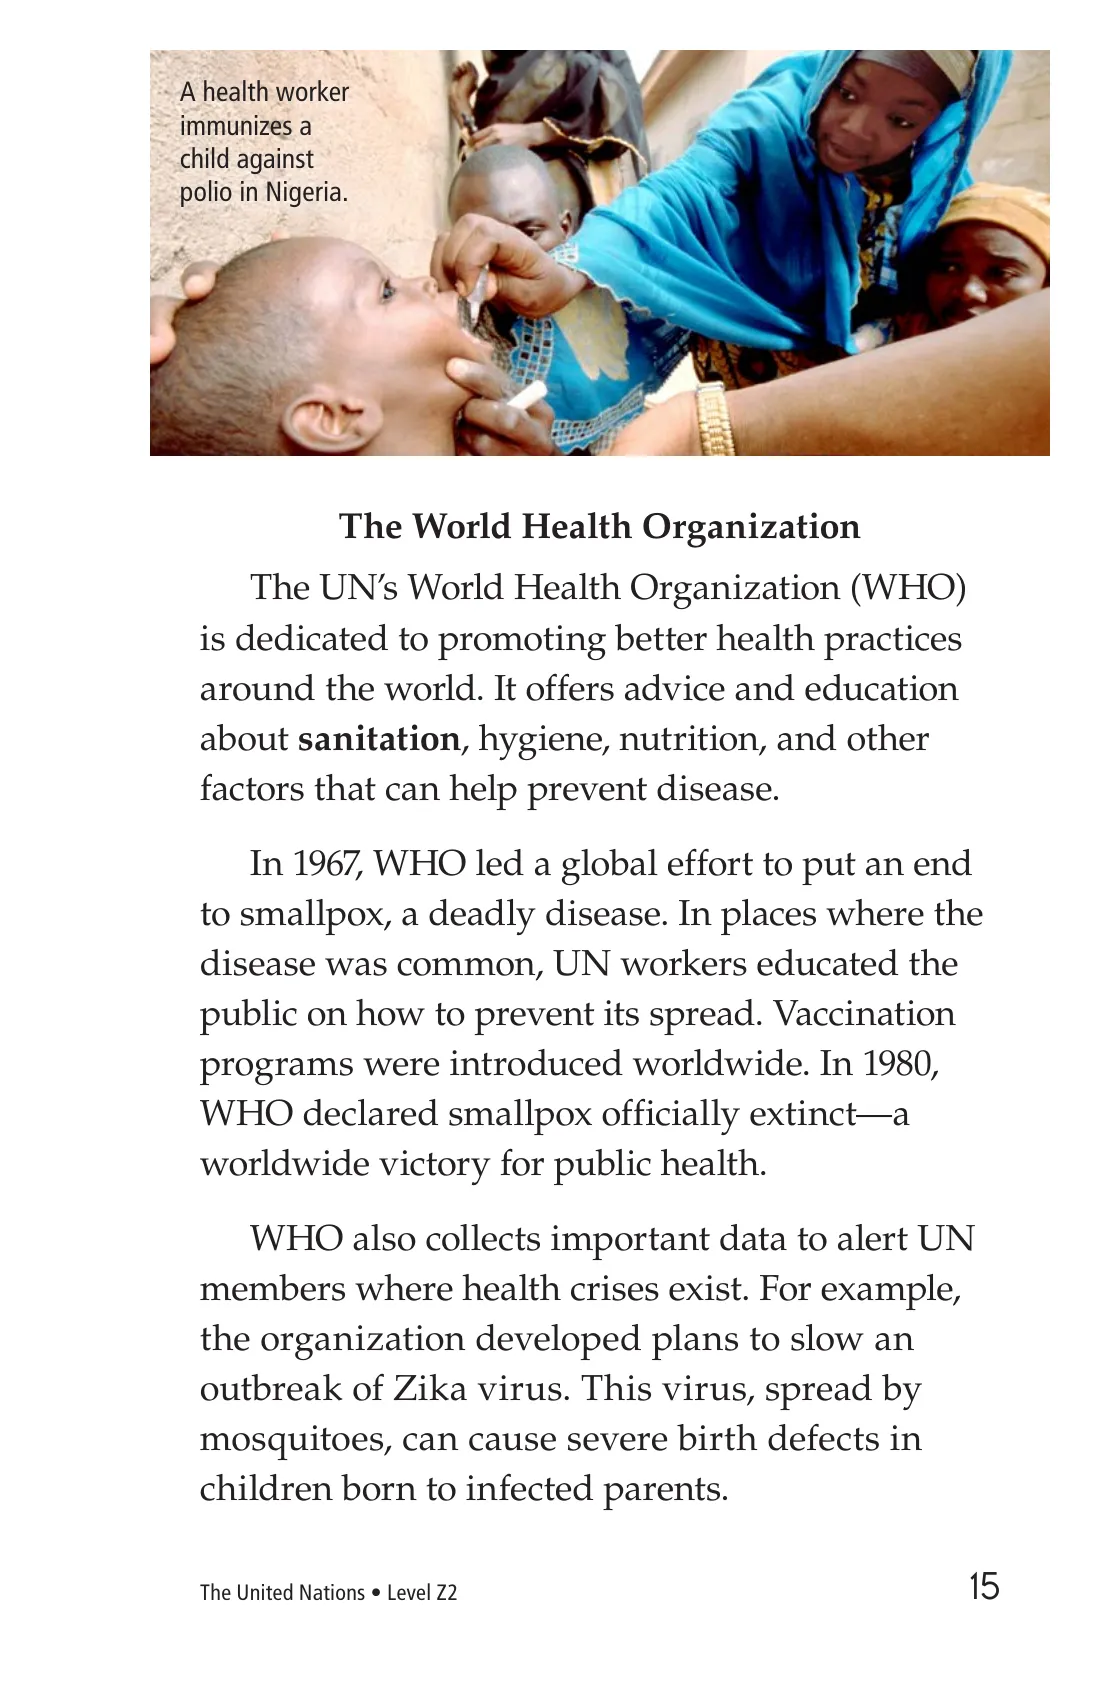 A health worker
immunizes a
child against
polio in Nigeria.
The World Health Organization
The UN’s World Health Organization (WHO)
is dedicated to promoting better health practices
around the world. It offers advice and education
about sanitation, hygiene, nutrition, and other
factors that can help prevent disease.
In 1967, WHO led a global effort to put an end
to smallpox, a deadly disease. In places where the
disease was common, UN workers educated the
public on how to prevent its spread. Vaccination
programs were introduced worldwide. In 1980,
WHO declared smallpox officially extinct—a
worldwide victory for public health.
WHO also collects important data to alert UN
members where health crises exist. For example,
the organization developed plans to slow an
outbreak of Zika virus. This virus, spread by
mosquitoes, can cause severe birth defects in
children born to infected parents.
The United Nations • Level Z2
15